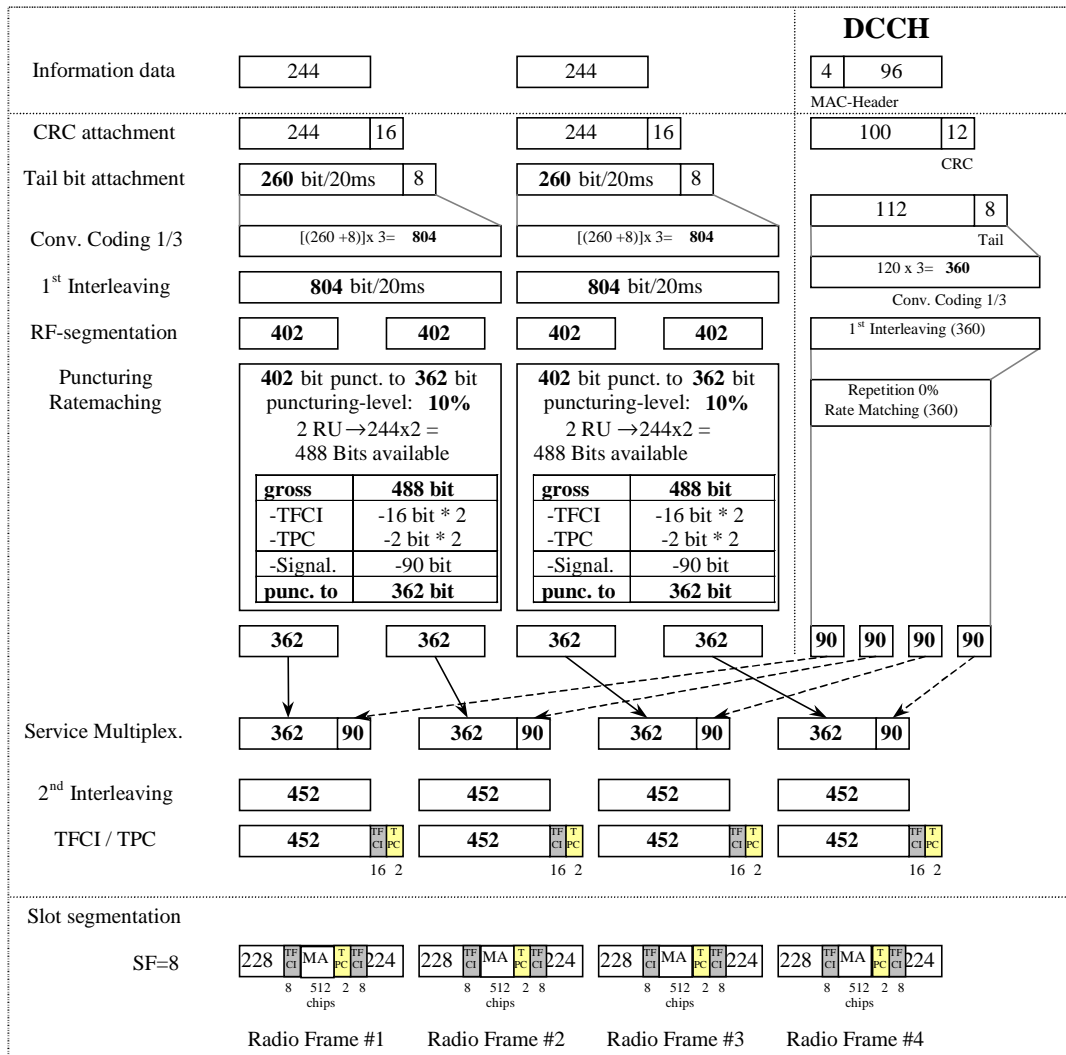 DCCH
Information data
244
244
4
96
MAC-Header
CRC attachment
244
16
244
16
100
12
CRC
Tail bit attachment
260 bit/20ms
8
260 bit/20ms
8
112
8
Tail
Conv. Coding 1/3
[(260 +8)]x 3= 804
[(260 +8)]x 3= 804
120 x 3= 360
Conv. Coding 1/3
1st Interleaving
804 bit/20ms
804 bit/20ms
1st Interleaving (360)
RF-segmentation
402
402
402
402
Puncturing
Ratemaching
402 bit punct. to 362 bit
puncturing-level: 10%
2 RU →244x2 =
488 Bits available
gross 488 bit
-TFCI -16 bit * 2
-TPC -2 bit * 2
-Signal. -90 bit
punc. to 362 bit
402 bit punct. to 362 bit
puncturing-level: 10%
2 RU →244x2 =
488 Bits available
gross 488 bit
-TFCI -16 bit * 2
-TPC -2 bit * 2
-Signal. -90 bit
punc. to 362 bit
Repetition 0%
Rate Matching (360)
362
362
362
362
90
90
90
90
Service Multiplex.
362
90
362
90
362
90
362
90
2nd Interleaving
452
452
452
452
TFCI / TPC
452
TF
CI
T
PC
16 2
452
TF
CI
T
PC
16 2
452
TF
CI
T
PC
16 2
452
TF
CI
T
PC
16 2
Slot segmentation
SF=8
228
TF
CI
MA
T
PC
TF
CI
224
8 512 2 8
chips
228
TF
CI
MA
T
PC
TF
CI
224
8 512 2 8
chips
228
TF
CI
MA
T
PC
TF
CI
224
8 512 2 8
chips
228
TF
CI
MA
T
PC
TF
CI
224
8 512 2 8
chips
Radio Frame #1
Radio Frame #2
Radio Frame #3
Radio Frame #4